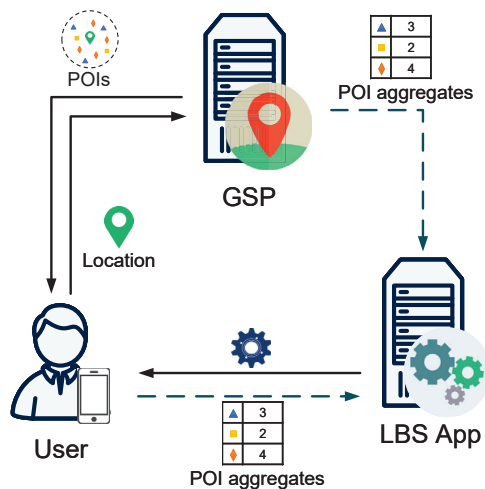 3
2
4
POIs
POI aggregates
GSP
Location
User
LBS App
3
2
4
POI aggregates